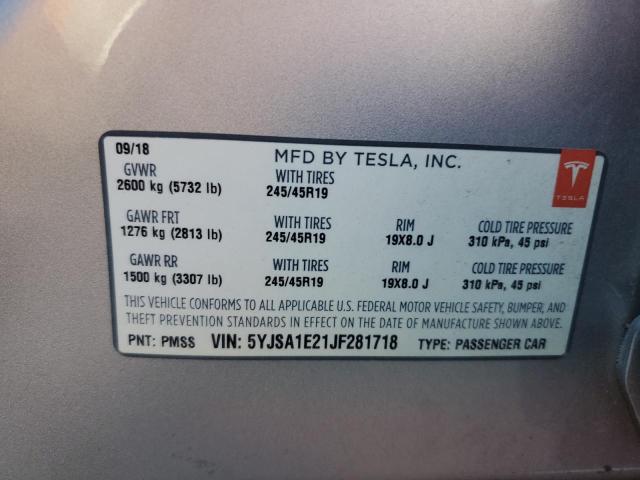 09/18 MFD BY TESLA, INC.
GVWR WITH TIRES
2600 kg (5732 lb) 245/45R19
GAWR FRT WITH TIRES RIM COLD TIRE PRESSURE
1276 kg (2813 lb) 245/45R19 19X8.0 J 310 kPa, 45 psi
GAWR RR WITH TIRES RIM COLD TIRE PRESSURE
1500 kg (3307 lb) 245/45R19 19X8.0 J 310 kPa, 45 psi
THIS VEHICLE CONFORMS TO ALL APPLICABLE U.S. FEDERAL MOTOR VEHICLE SAFETY, BUMPER, AND
THEFT PREVENTION STANDARDS IN EFFECT ON THE DATE OF MANUFACTURE SHOWN ABOVE.
PNT: PMSS VIN: 5YJSA1E21JF281718 TYPE: PASSENGER CAR
TESLA